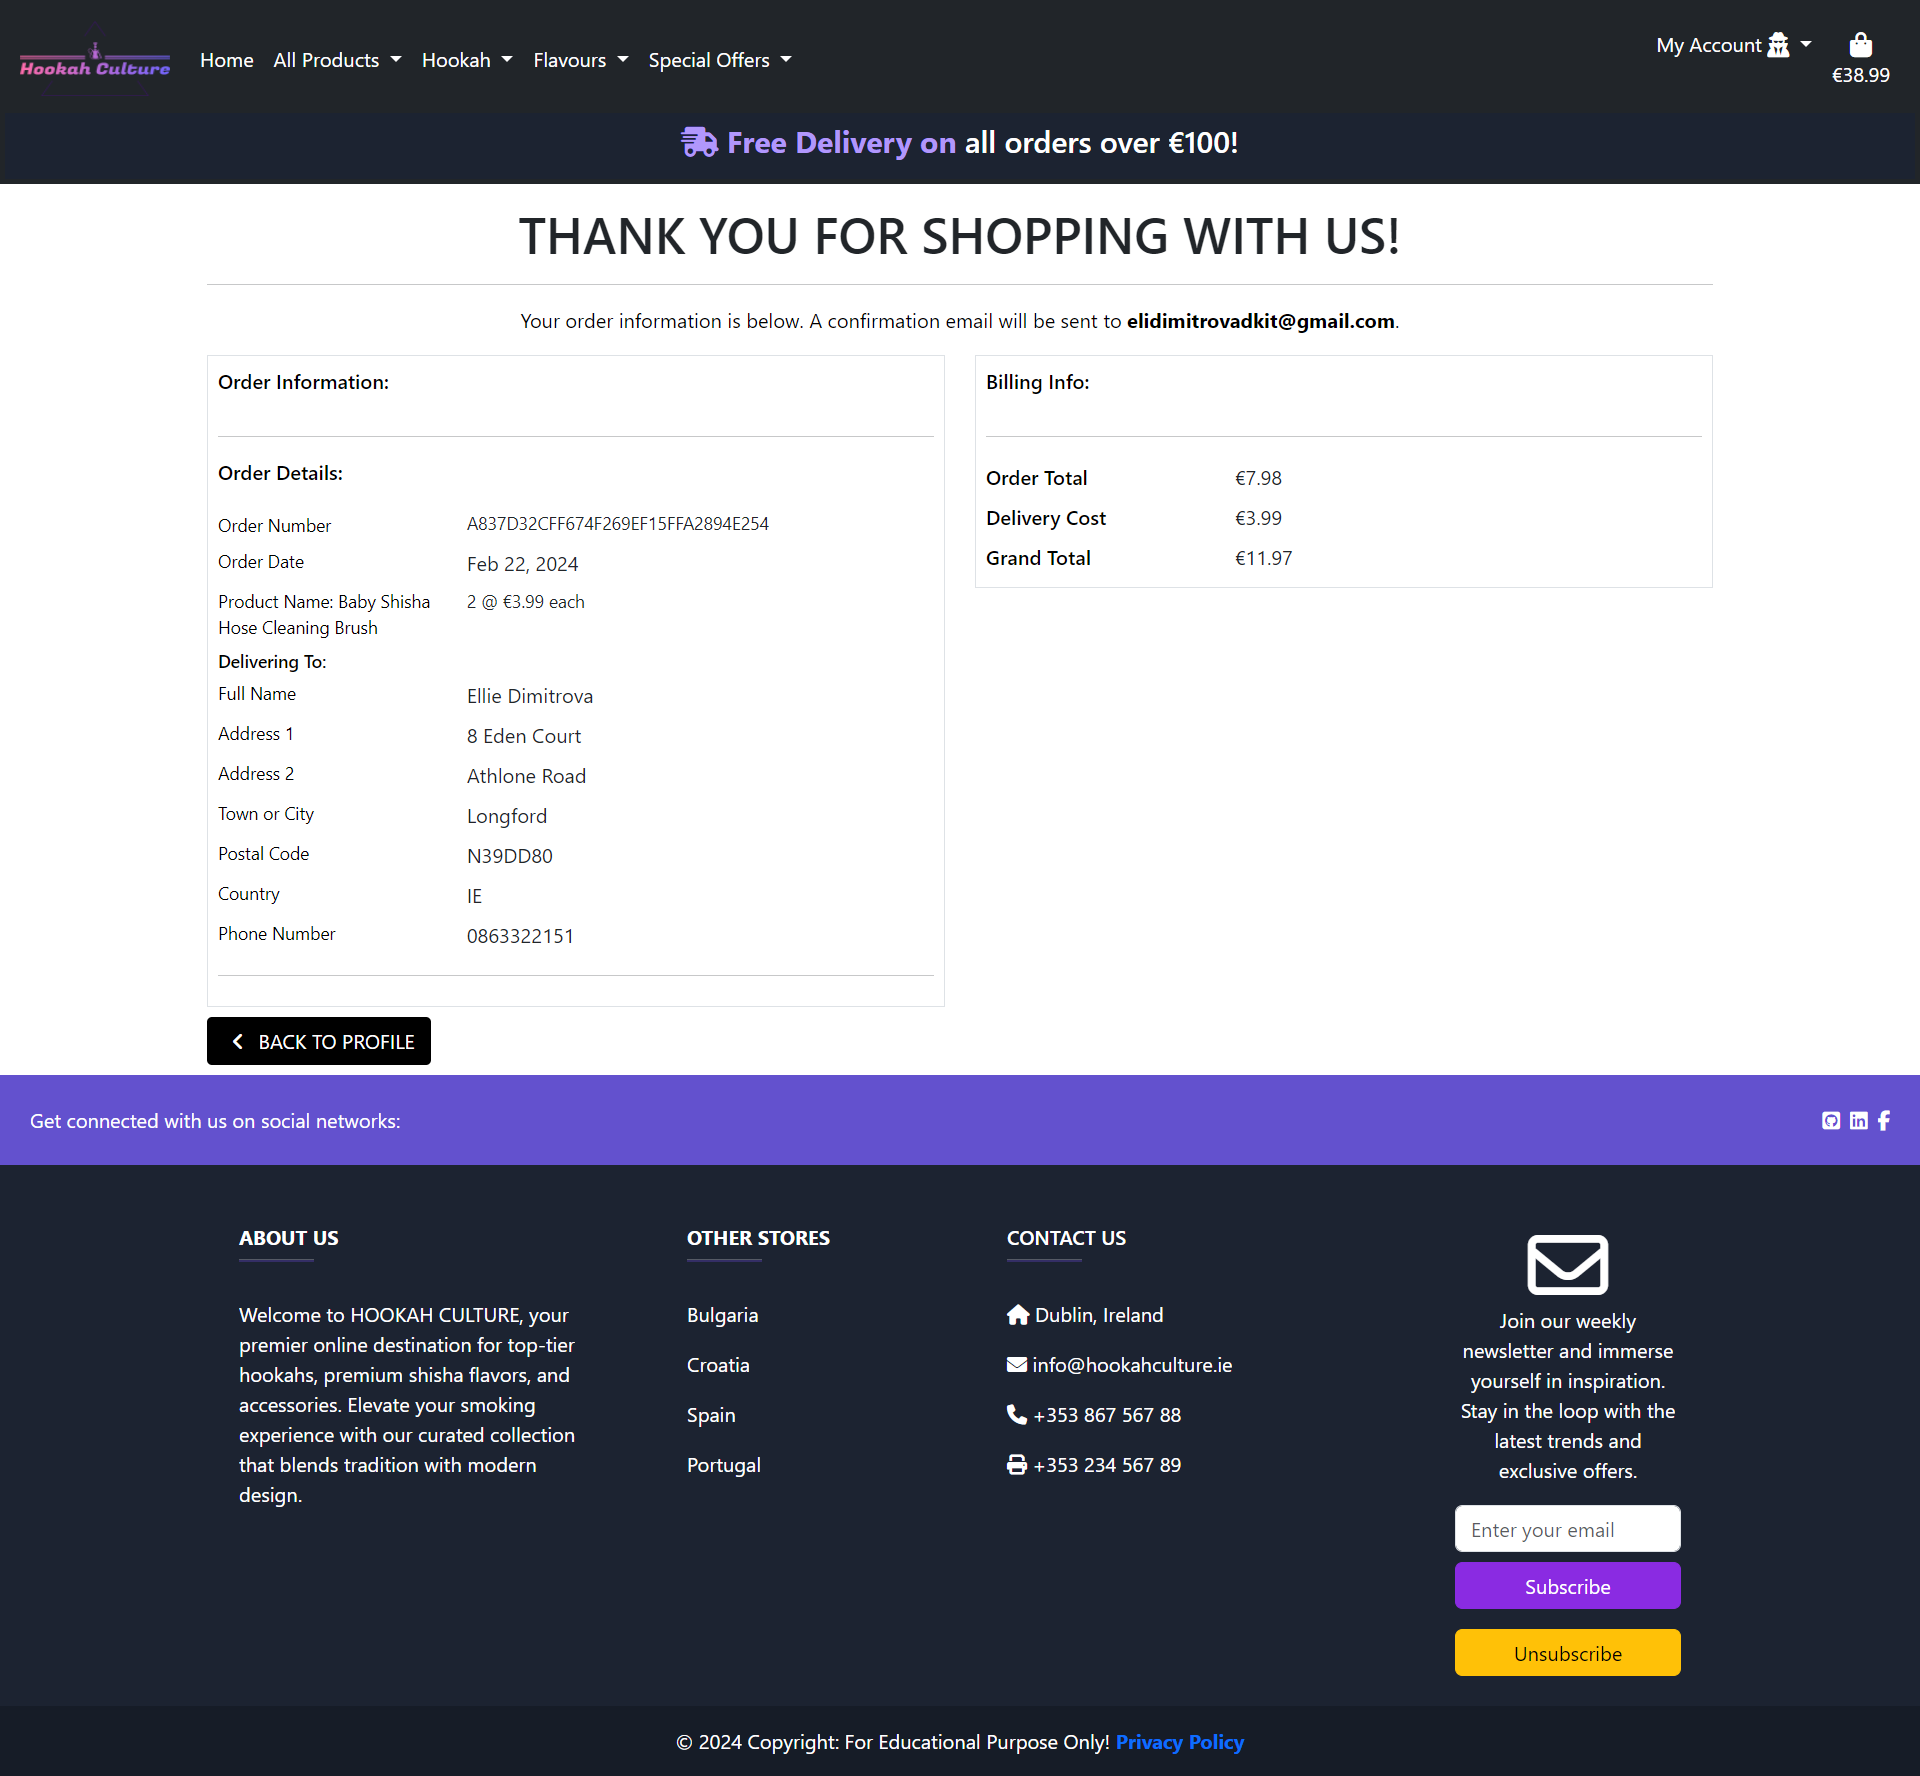 Hookah Culture
Home All Products Hookah Flavours Special Offers
My Account
€38.99
Free Delivery on all orders over €100!
THANK YOU FOR SHOPPING WITH US!
Your order information is below. A confirmation email will be sent to elidimitrovadkit@gmail.com.
Order Information:
Order Details:
Order Number A837D32CFF674F269EF15FFA2894E254
Order Date Feb 22, 2024
Product Name: Baby Shisha 2 @ €3.99 each
Hose Cleaning Brush
Delivering To:
Full Name Ellie Dimitrova
Address 1 8 Eden Court
Address 2 Athlone Road
Town or City Longford
Postal Code N39DD80
Country IE
Phone Number 0863322151
Billing Info:
Order Total €7.98
Delivery Cost €3.99
Grand Total €11.97
BACK TO PROFILE
Get connected with us on social networks:
ABOUT US
Welcome to HOOKAH CULTURE, your
premier online destination for top-tier
hookahs, premium shisha flavors, and
accessories. Elevate your smoking
experience with our curated collection
that blends tradition with modern
design.
OTHER STORES
Bulgaria
Croatia
Spain
Portugal
CONTACT US
Dublin, Ireland
info@hookahculture.ie
+353 867 567 88
+353 234 567 89
Join our weekly
newsletter and immerse
yourself in inspiration.
Stay in the loop with the
latest trends and
exclusive offers.
Enter your email
Subscribe
Unsubscribe
© 2024 Copyright: For Educational Purpose Only! Privacy Policy